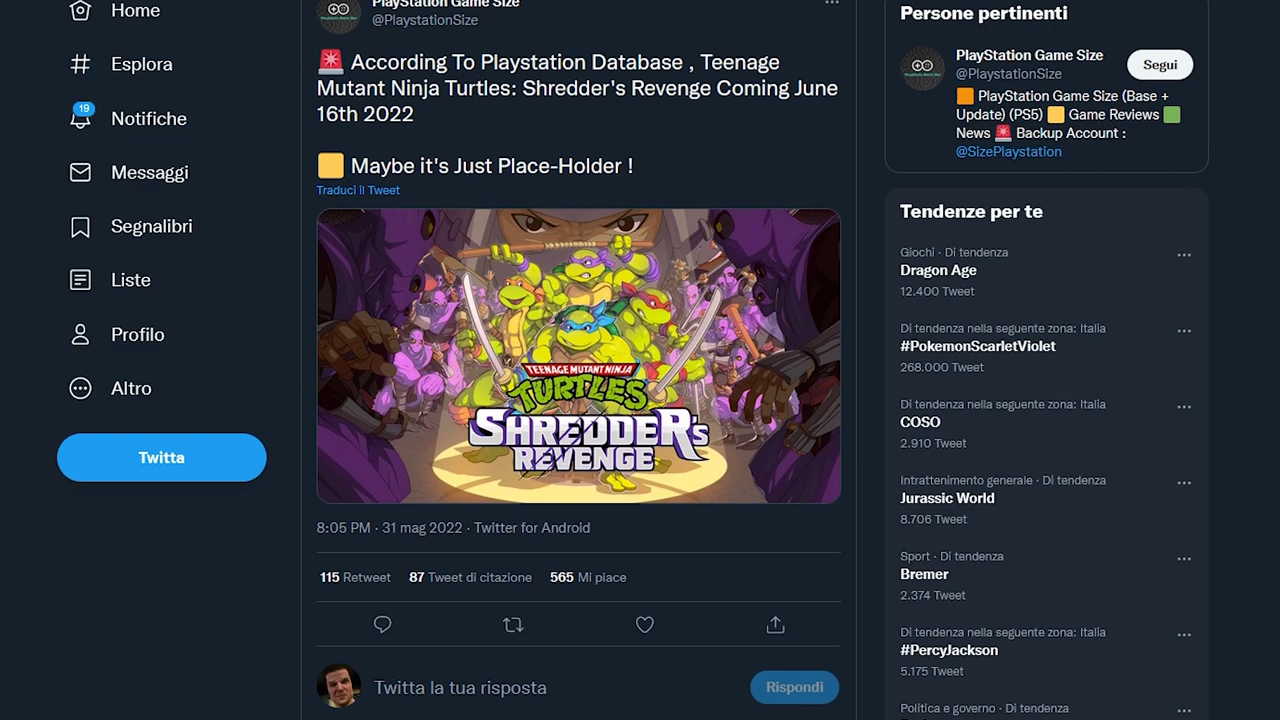 Home
Esplora
19
Notifiche
Messaggi
Segnalibri
Liste
Profilo
Altro
Twitta
PlayStation Game Size
@PlaystationSize
According To Playstation Database , Teenage
Mutant Ninja Turtles: Shredder's Revenge Coming June
16th 2022
Maybe it's Just Place-Holder !
Traduci il Tweet
TEENAGE MUTANT NINJA
TURTLES
SHREDDER'S
REVENGE
8:05 PM · 31 mag 2022 · Twitter for Android
115 Retweet 87 Tweet di citazione 565 Mi piace
Twitta la tua risposta
Rispondi
Persone pertinenti
PlayStation Game Size
@PlaystationSize
Segui
PlayStation Game Size (Base +
Update) (PS5) Game Reviews
News Backup Account :
@SizePlaystation
Tendenze per te
Giochi · Di tendenza
Dragon Age
12.400 Tweet
Di tendenza nella seguente zona: Italia
#PokemonScarletViolet
268.000 Tweet
Di tendenza nella seguente zona: Italia
COSO
2.910 Tweet
Intrattenimento generale · Di tendenza
Jurassic World
8.706 Tweet
Sport · Di tendenza
Bremer
2.374 Tweet
Di tendenza nella seguente zona: Italia
#PercyJackson
5.175 Tweet
Politica e governo · Di tendenza